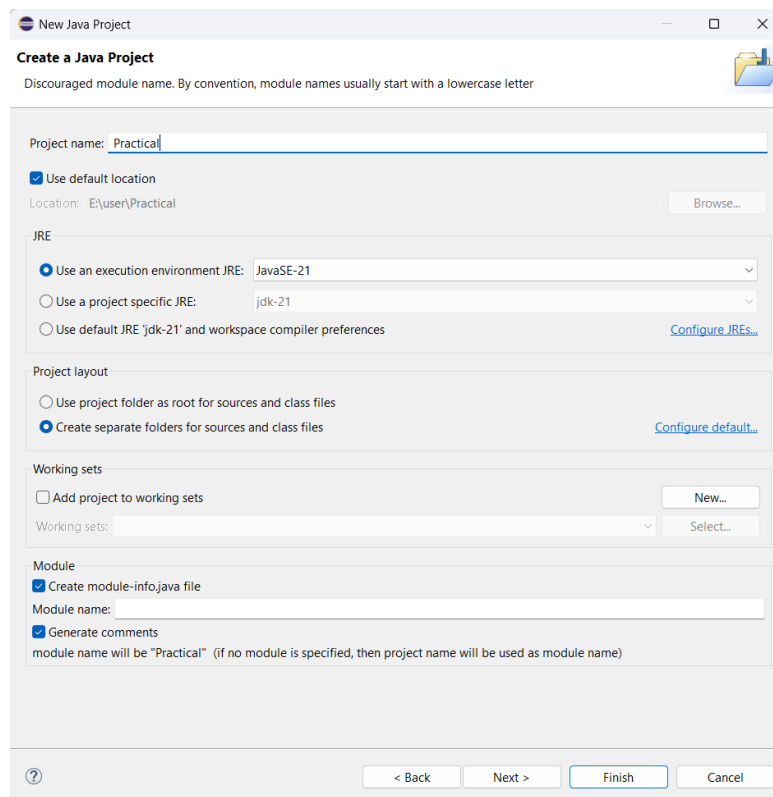 New Java Project
Create a Java Project
Discouraged module name. By convention, module names usually start with a lowercase letter
Project name: Practical
Use default location
Location: E:\user\Practical Browse...
JRE
Use an execution environment JRE: JavaSE-21
Use a project specific JRE: jdk-21
Use default JRE 'jdk-21' and workspace compiler preferences Configure JREs...
Project layout
Use project folder as root for sources and class files
Create separate folders for sources and class files Configure default...
Working sets
Add project to working sets New...
Working sets: Select...
Module
Create module-info.java file
Module name:
Generate comments
module name will be "Practical" (if no module is specified, then project name will be used as module name)
? < Back Next > Finish Cancel